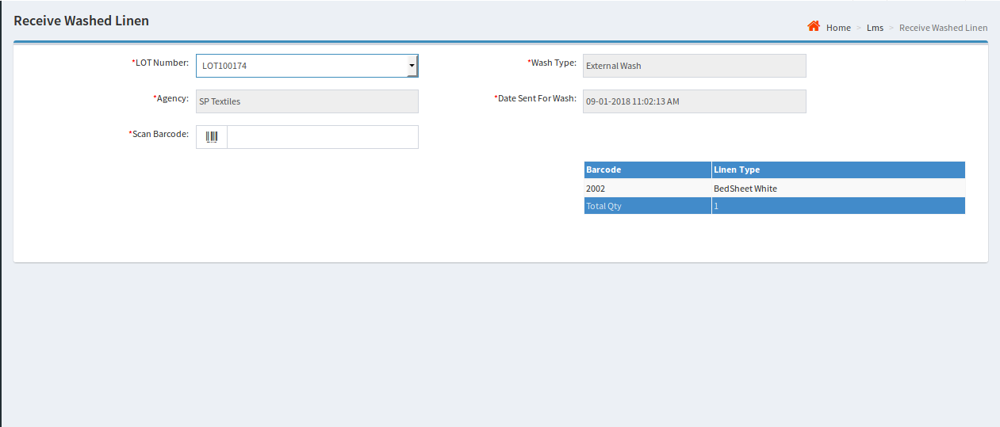 Receive Washed Linen
Home > Lms > Receive Washed Linen
*LOT Number: LOT100174 *Wash Type: External Wash
*Agency: SP Textiles *Date Sent For Wash: 09-01-2018 11:02:13 AM
*Scan Barcode:
Barcode Linen Type
2002 BedSheet White
Total Qty 1